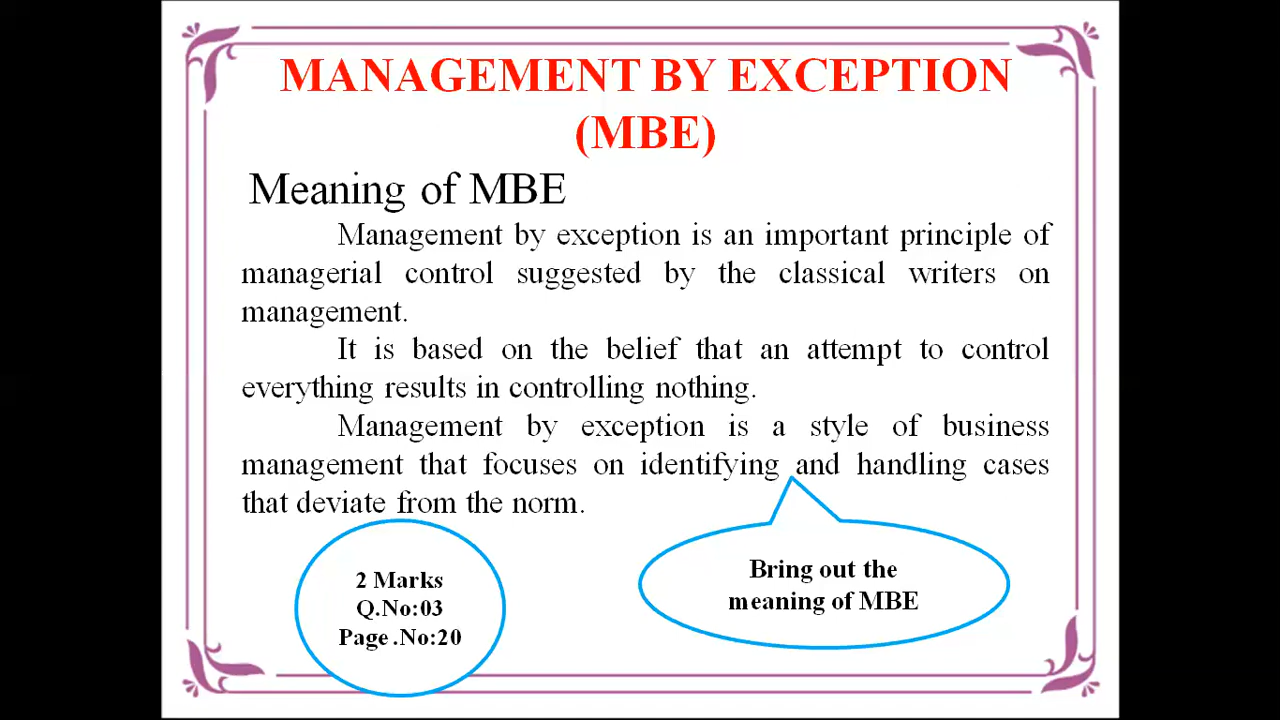 MANAGEMENT BY EXCEPTION
(MBE)
Meaning of MBE
Management by exception is an important principle of
managerial control suggested by the classical writers on
management.
It is based on the belief that an attempt to control
everything results in controlling nothing.
Management by exception is a style of business
management that focuses on identifying and handling cases
that deviate from the norm.
2 Marks
Q.No:03
Page .No:20
Bring out the
meaning of MBE